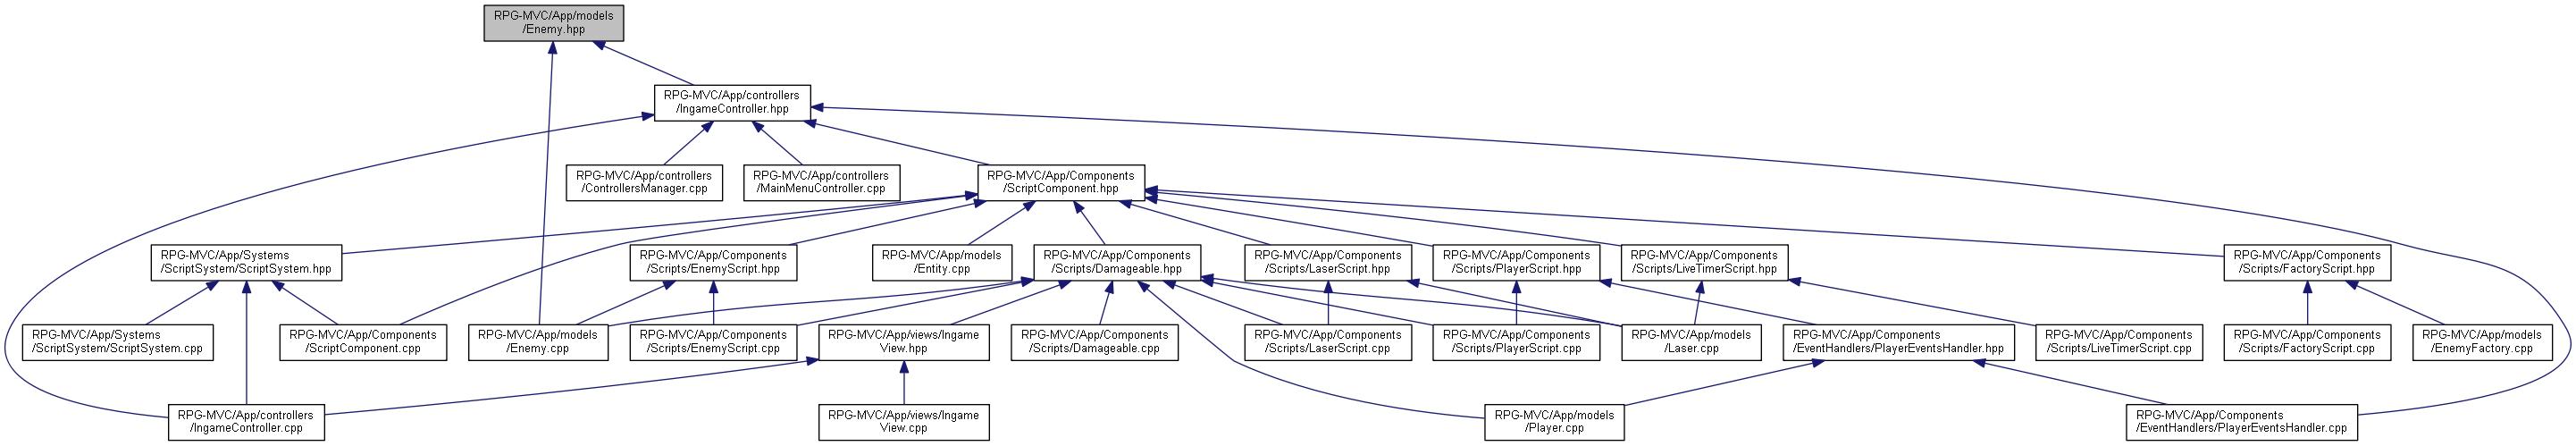 RPG-MVC/App/models
/Enemy.hpp
RPG-MVC/App/controllers
/IngameController.hpp
RPG-MVC/App/controllers
/ControllersManager.cpp
RPG-MVC/App/controllers
/MainMenuController.cpp
RPG-MVC/App/Components
/ScriptComponent.hpp
RPG-MVC/App/Systems
/ScriptSystem/ScriptSystem.hpp
RPG-MVC/App/Components
/Scripts/EnemyScript.hpp
RPG-MVC/App/models
/Entity.cpp
RPG-MVC/App/Components
/Scripts/Damageable.hpp
RPG-MVC/App/Components
/Scripts/LaserScript.hpp
RPG-MVC/App/Components
/Scripts/PlayerScript.hpp
RPG-MVC/App/Components
/Scripts/LiveTimerScript.hpp
RPG-MVC/App/Components
/Scripts/FactoryScript.hpp
RPG-MVC/App/Systems
/ScriptSystem/ScriptSystem.cpp
RPG-MVC/App/Components
/ScriptComponent.cpp
RPG-MVC/App/models
/Enemy.cpp
RPG-MVC/App/Components
/Scripts/EnemyScript.cpp
RPG-MVC/App/views/Ingame
View.hpp
RPG-MVC/App/Components
/Scripts/Damageable.cpp
RPG-MVC/App/Components
/Scripts/LaserScript.cpp
RPG-MVC/App/Components
/Scripts/PlayerScript.cpp
RPG-MVC/App/models
/Laser.cpp
RPG-MVC/App/Components
/EventHandlers/PlayerEventsHandler.hpp
RPG-MVC/App/Components
/Scripts/LiveTimerScript.cpp
RPG-MVC/App/Components
/Scripts/FactoryScript.cpp
RPG-MVC/App/models
/EnemyFactory.cpp
RPG-MVC/App/controllers
/IngameController.cpp
RPG-MVC/App/views/Ingame
View.cpp
RPG-MVC/App/models
/Player.cpp
RPG-MVC/App/Components
/EventHandlers/PlayerEventsHandler.cpp